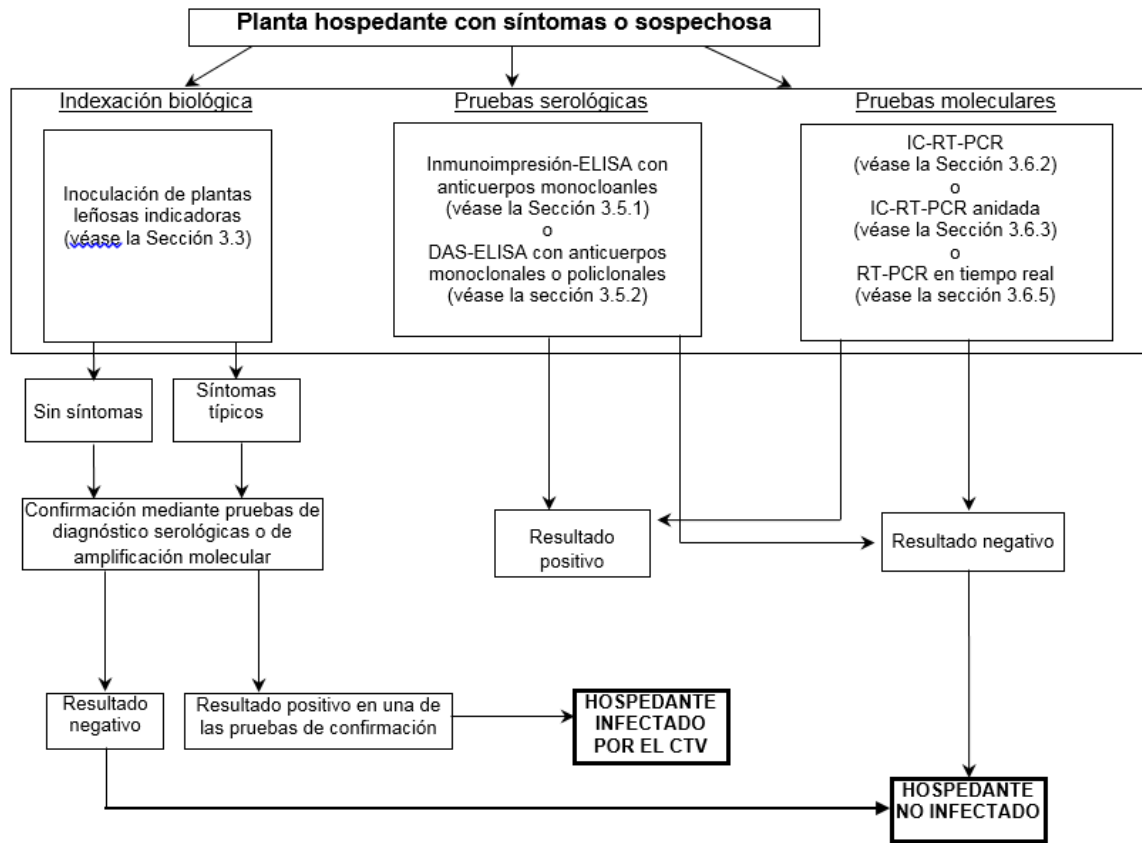 Planta hospedante con síntomas o sospechosa
Indexación biológica
Inoculación de plantas
leñosas indicadoras
(véase la Sección 3.3)
Pruebas serológicas
Inmunoimpresión-ELISA con
anticuerpos monocloanles
(véase la Sección 3.5.1)
o
DAS-ELISA con anticuerpos
monoclonales o policlonales
(véase la sección 3.5.2)
Pruebas moleculares
IC-RT-PCR
(véase la Sección 3.6.2)
o
IC-RT-PCR anidada
(véase la Sección 3.6.3)
o
RT-PCR en tiempo real
(véase la sección 3.6.5)
Sin síntomas
Síntomas
típicos
Confirmación mediante pruebas de
diagnóstico serológicas o de
amplificación molecular
Resultado
positivo
Resultado negativo
Resultado
negativo
Resultado positivo en una de
las pruebas de confirmación
HOSPEDANTE
INFECTADO
POR EL CTV
HOSPEDANTE
NO INFECTADO